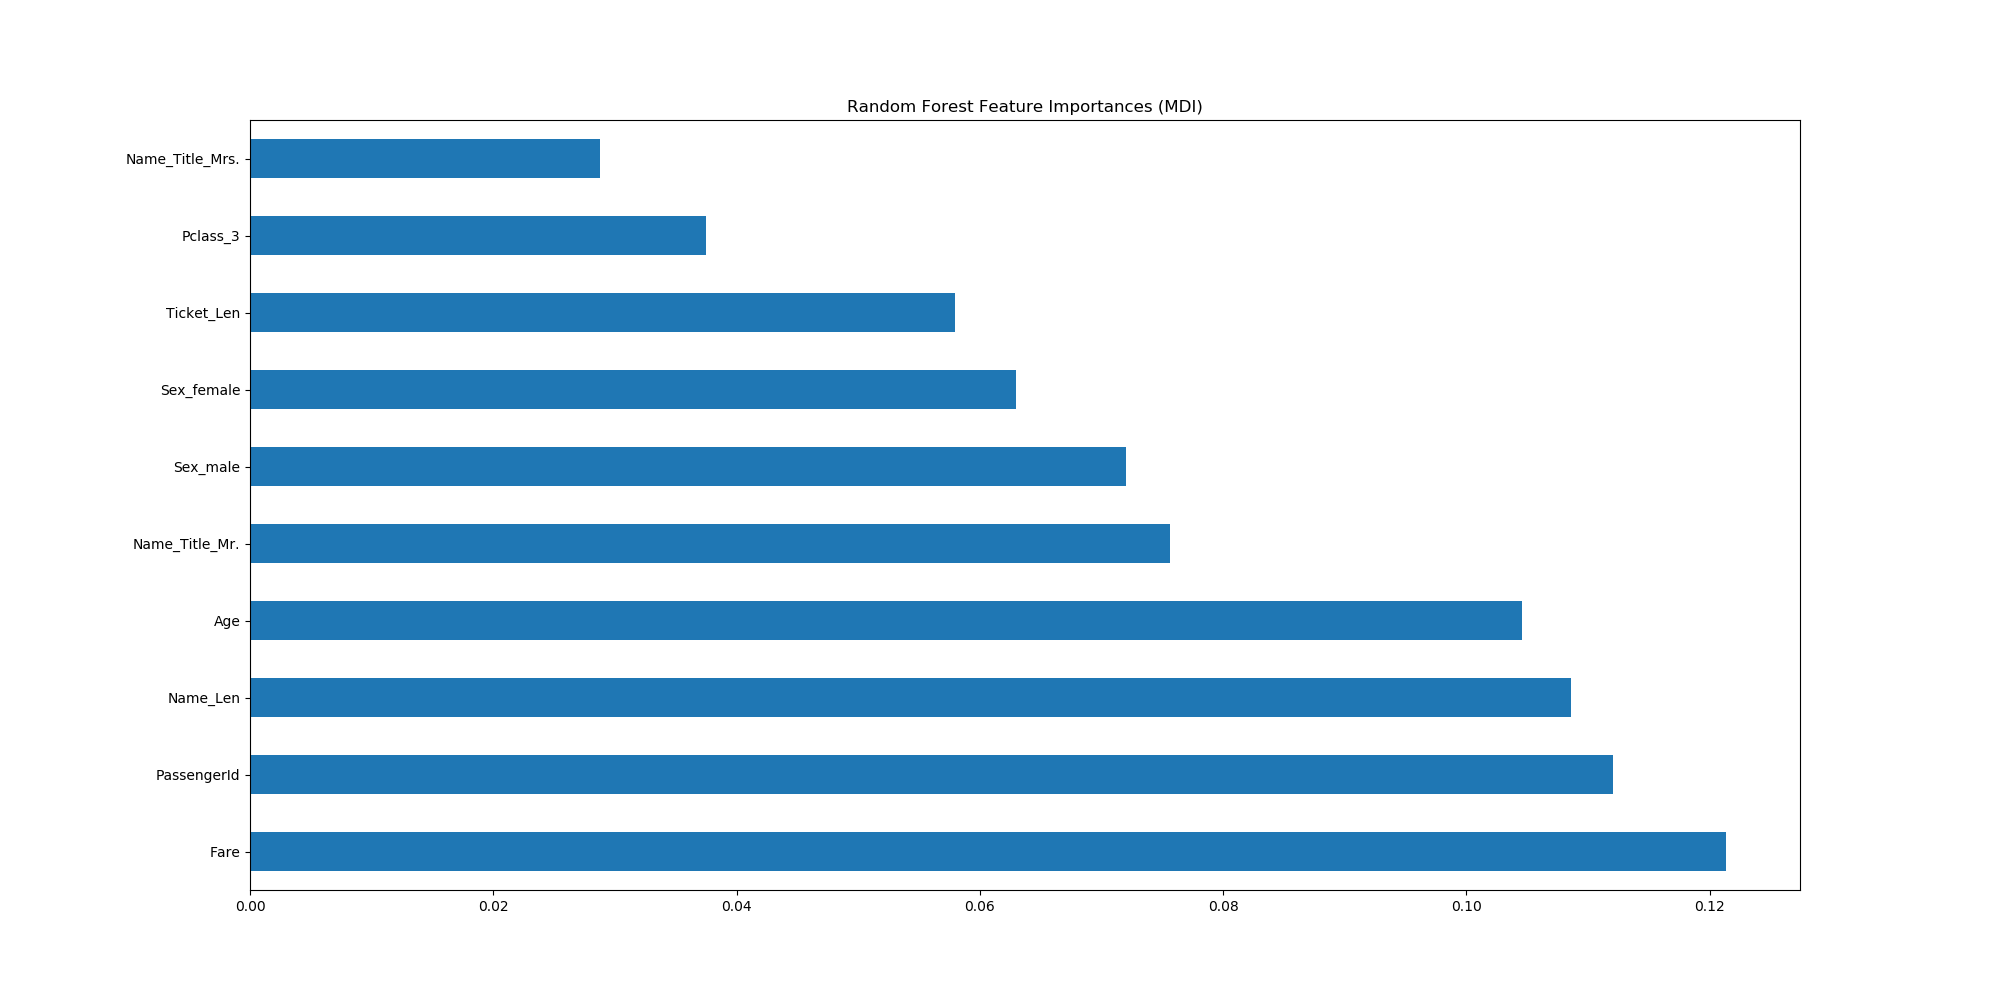 Random Forest Feature Importances (MDI)
Name_Title_Mrs.
Pclass_3
Ticket_Len
Sex_female
Sex_male
Name_Title_Mr.
Age
Name_Len
PassengerId
Fare
0.00 0.02 0.04 0.06 0.08 0.10 0.12